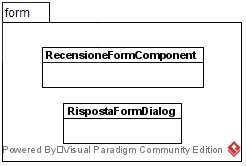 form
RecensioneFormComponent
RispostaFormDialog
Powered By□Visual Paradigm Community Edition